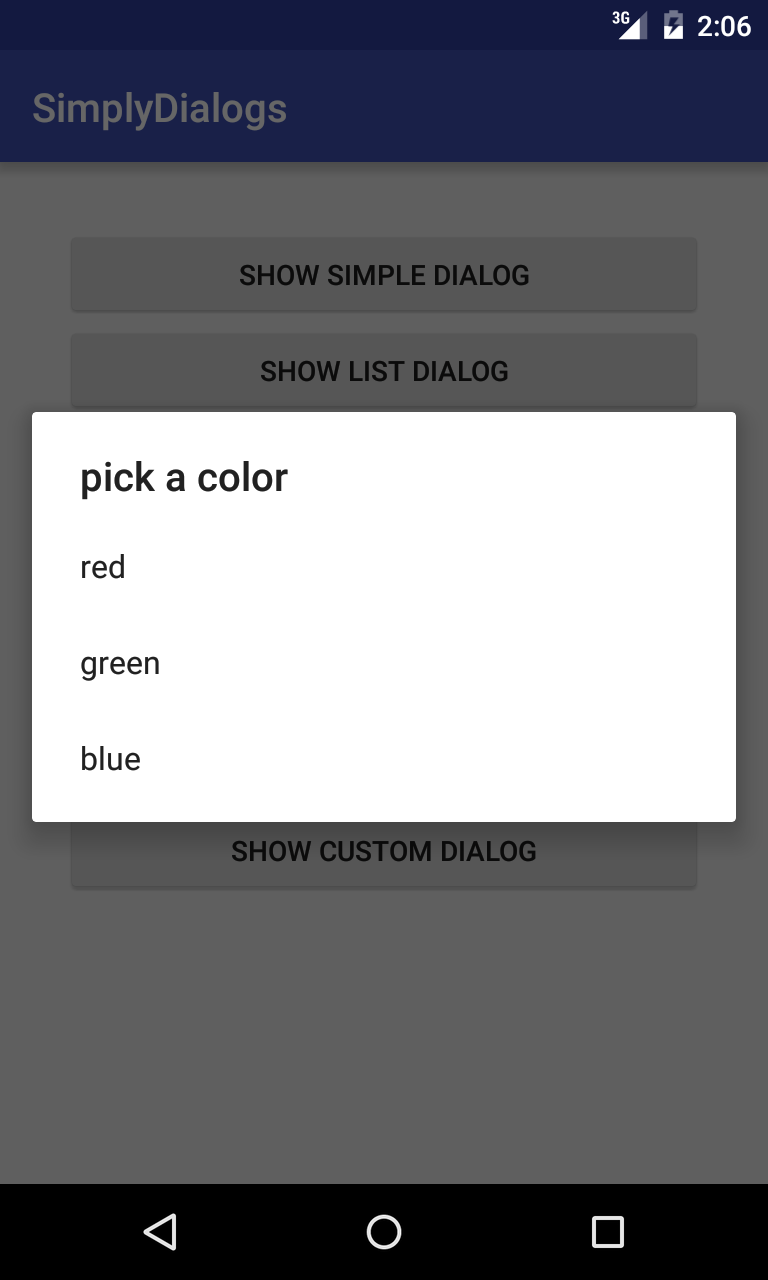 3G 2:06
SimplyDialogs
SHOW SIMPLE DIALOG
SHOW LIST DIALOG
pick a color
red
green
blue
SHOW CUSTOM DIALOG